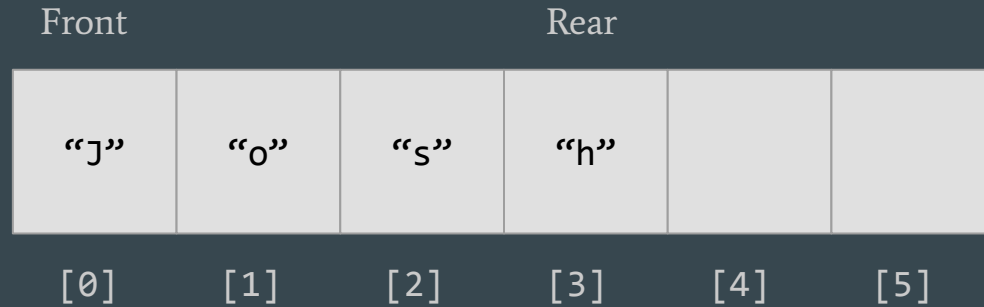 Front Rear
“J” “o” “s” “h”
[0] [1] [2] [3] [4] [5]